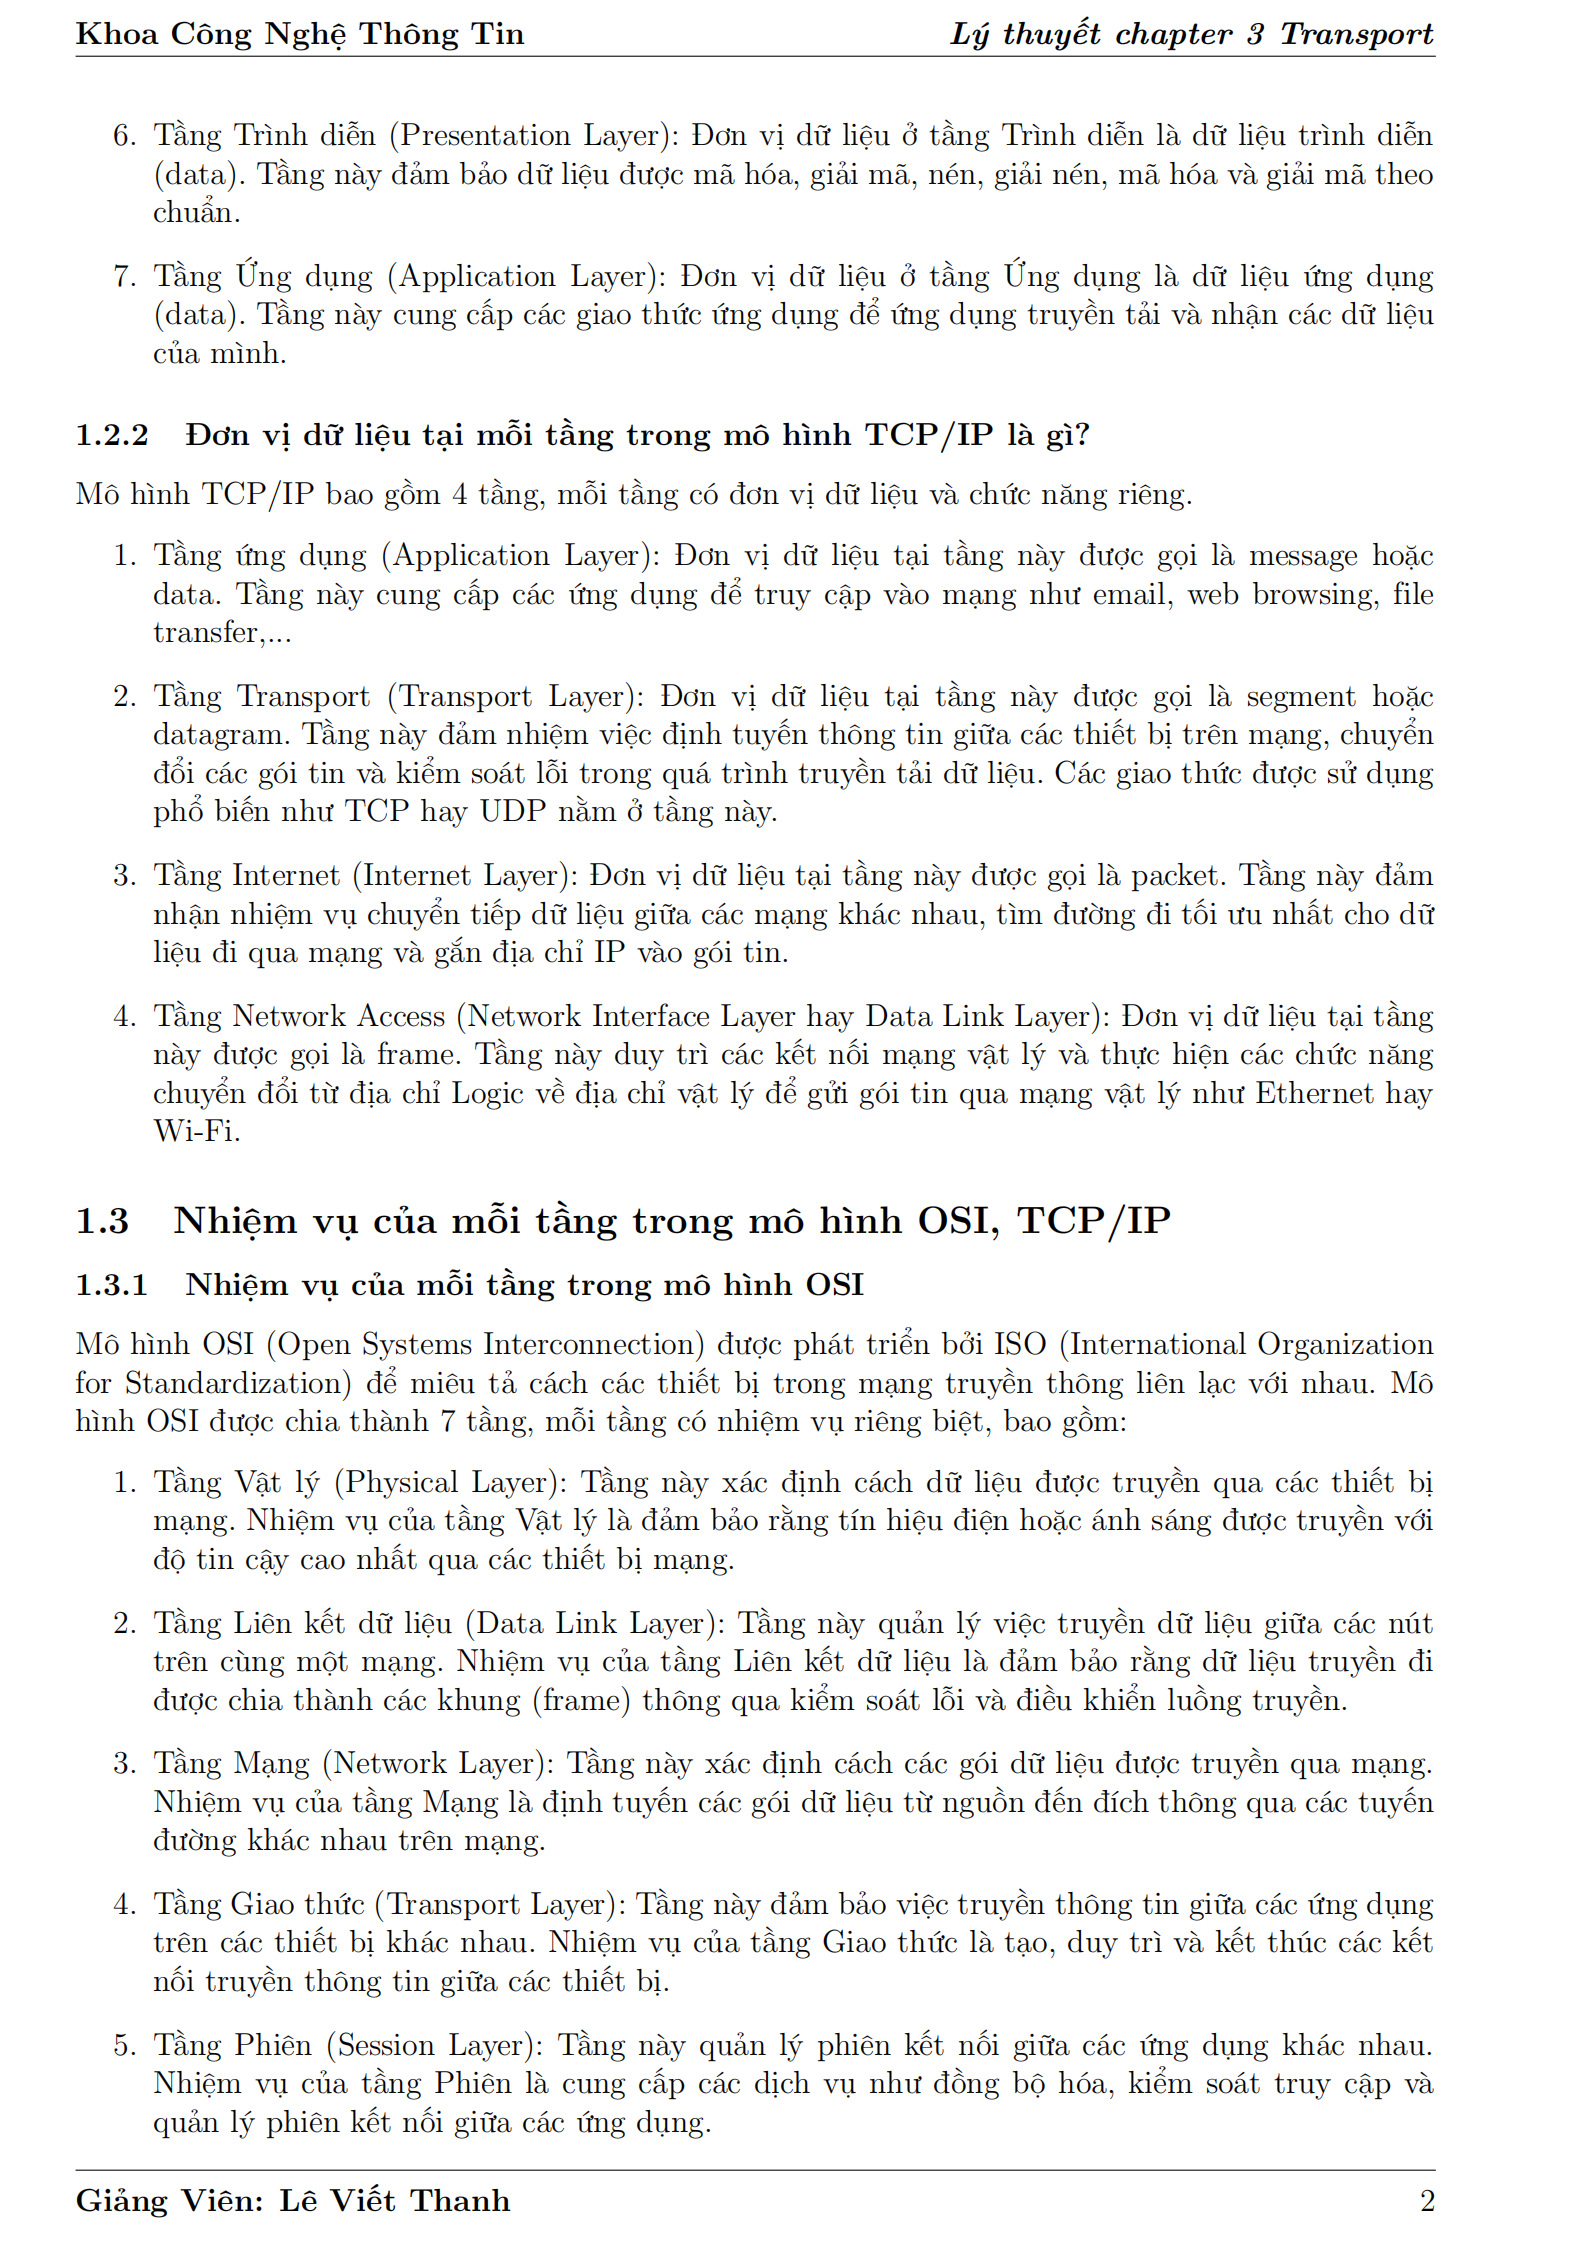 Khoa Công Nghệ Thông Tin Lý thuyết chapter 3 Transport
6. Tầng Trình diễn (Presentation Layer): Đơn vị dữ liệu ở tầng Trình diễn là dữ liệu trình diễn
(data). Tầng này đảm bảo dữ liệu được mã hóa, giải mã, nén, giải nén, mã hóa và giải mã theo
chuẩn.
7. Tầng Ứng dụng (Application Layer): Đơn vị dữ liệu ở tầng Ứng dụng là dữ liệu ứng dụng
(data). Tầng này cung cấp các giao thức ứng dụng để ứng dụng truyền tải và nhận các dữ liệu
của mình.
1.2.2 Đơn vị dữ liệu tại mỗi tầng trong mô hình TCP/IP là gì?
Mô hình TCP/IP bao gồm 4 tầng, mỗi tầng có đơn vị dữ liệu và chức năng riêng.
1. Tầng ứng dụng (Application Layer): Đơn vị dữ liệu tại tầng này được gọi là message hoặc
data. Tầng này cung cấp các ứng dụng để truy cập vào mạng như email, web browsing, file
transfer,...
2. Tầng Transport (Transport Layer): Đơn vị dữ liệu tại tầng này được gọi là segment hoặc
datagram. Tầng này đảm nhiệm việc định tuyến thông tin giữa các thiết bị trên mạng, chuyển
đổi các gói tin và kiểm soát lỗi trong quá trình truyền tải dữ liệu. Các giao thức được sử dụng
phổ biến như TCP hay UDP nằm ở tầng này.
3. Tầng Internet (Internet Layer): Đơn vị dữ liệu tại tầng này được gọi là packet. Tầng này đảm
nhận nhiệm vụ chuyển tiếp dữ liệu giữa các mạng khác nhau, tìm đường đi tối ưu nhất cho dữ
liệu đi qua mạng và gắn địa chỉ IP vào gói tin.
4. Tầng Network Access (Network Interface Layer hay Data Link Layer): Đơn vị dữ liệu tại tầng
này được gọi là frame. Tầng này duy trì các kết nối mạng vật lý và thực hiện các chức năng
chuyển đổi từ địa chỉ Logic về địa chỉ vật lý để gửi gói tin qua mạng vật lý như Ethernet hay
Wi-Fi.
1.3 Nhiệm vụ của mỗi tầng trong mô hình OSI, TCP/IP
1.3.1 Nhiệm vụ của mỗi tầng trong mô hình OSI
Mô hình OSI (Open Systems Interconnection) được phát triển bởi ISO (International Organization
for Standardization) để miêu tả cách các thiết bị trong mạng truyền thông liên lạc với nhau. Mô
hình OSI được chia thành 7 tầng, mỗi tầng có nhiệm vụ riêng biệt, bao gồm:
1. Tầng Vật lý (Physical Layer): Tầng này xác định cách dữ liệu được truyền qua các thiết bị
mạng. Nhiệm vụ của tầng Vật lý là đảm bảo rằng tín hiệu điện hoặc ánh sáng được truyền với
độ tin cậy cao nhất qua các thiết bị mạng.
2. Tầng Liên kết dữ liệu (Data Link Layer): Tầng này quản lý việc truyền dữ liệu giữa các nút
trên cùng một mạng. Nhiệm vụ của tầng Liên kết dữ liệu là đảm bảo rằng dữ liệu truyền đi
được chia thành các khung (frame) thông qua kiểm soát lỗi và điều khiển luồng truyền.
3. Tầng Mạng (Network Layer): Tầng này xác định cách các gói dữ liệu được truyền qua mạng.
Nhiệm vụ của tầng Mạng là định tuyến các gói dữ liệu từ nguồn đến đích thông qua các tuyến
đường khác nhau trên mạng.
4. Tầng Giao thức (Transport Layer): Tầng này đảm bảo việc truyền thông tin giữa các ứng dụng
trên các thiết bị khác nhau. Nhiệm vụ của tầng Giao thức là tạo, duy trì và kết thúc các kết
nối truyền thông tin giữa các thiết bị.
5. Tầng Phiên (Session Layer): Tầng này quản lý phiên kết nối giữa các ứng dụng khác nhau.
Nhiệm vụ của tầng Phiên là cung cấp các dịch vụ như đồng bộ hóa, kiểm soát truy cập và
quản lý phiên kết nối giữa các ứng dụng.
Giảng Viên: Lê Viết Thanh 2